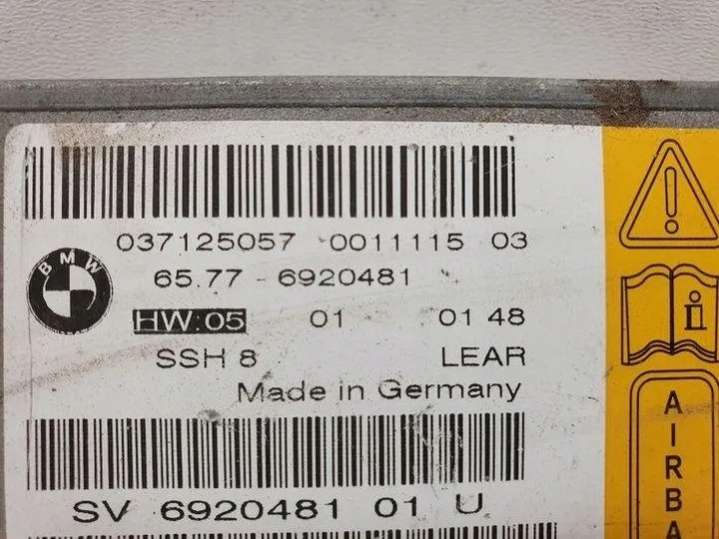 037125057 0011115 03
BMW
65.77 - 6920481
HW:05 01 01 48
SSH 8 LEAR
Made in Germany
SV 6920481 01 U
i
AIRBA